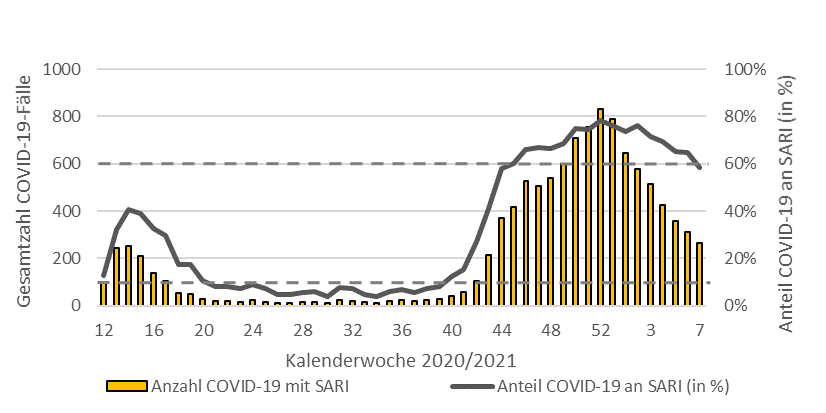 Gesamtzahl COVID-19-Fälle
1000
800
600
400
200
0
100%
80%
60%
40%
20%
0%
Anteil COVID-19 an SARI (in %)
12 16 20 24 28 32 36 40 44 48 52 3 7
Kalenderwoche 2020/2021
Anzahl COVID-19 mit SARI
Anteil COVID-19 an SARI (in %)